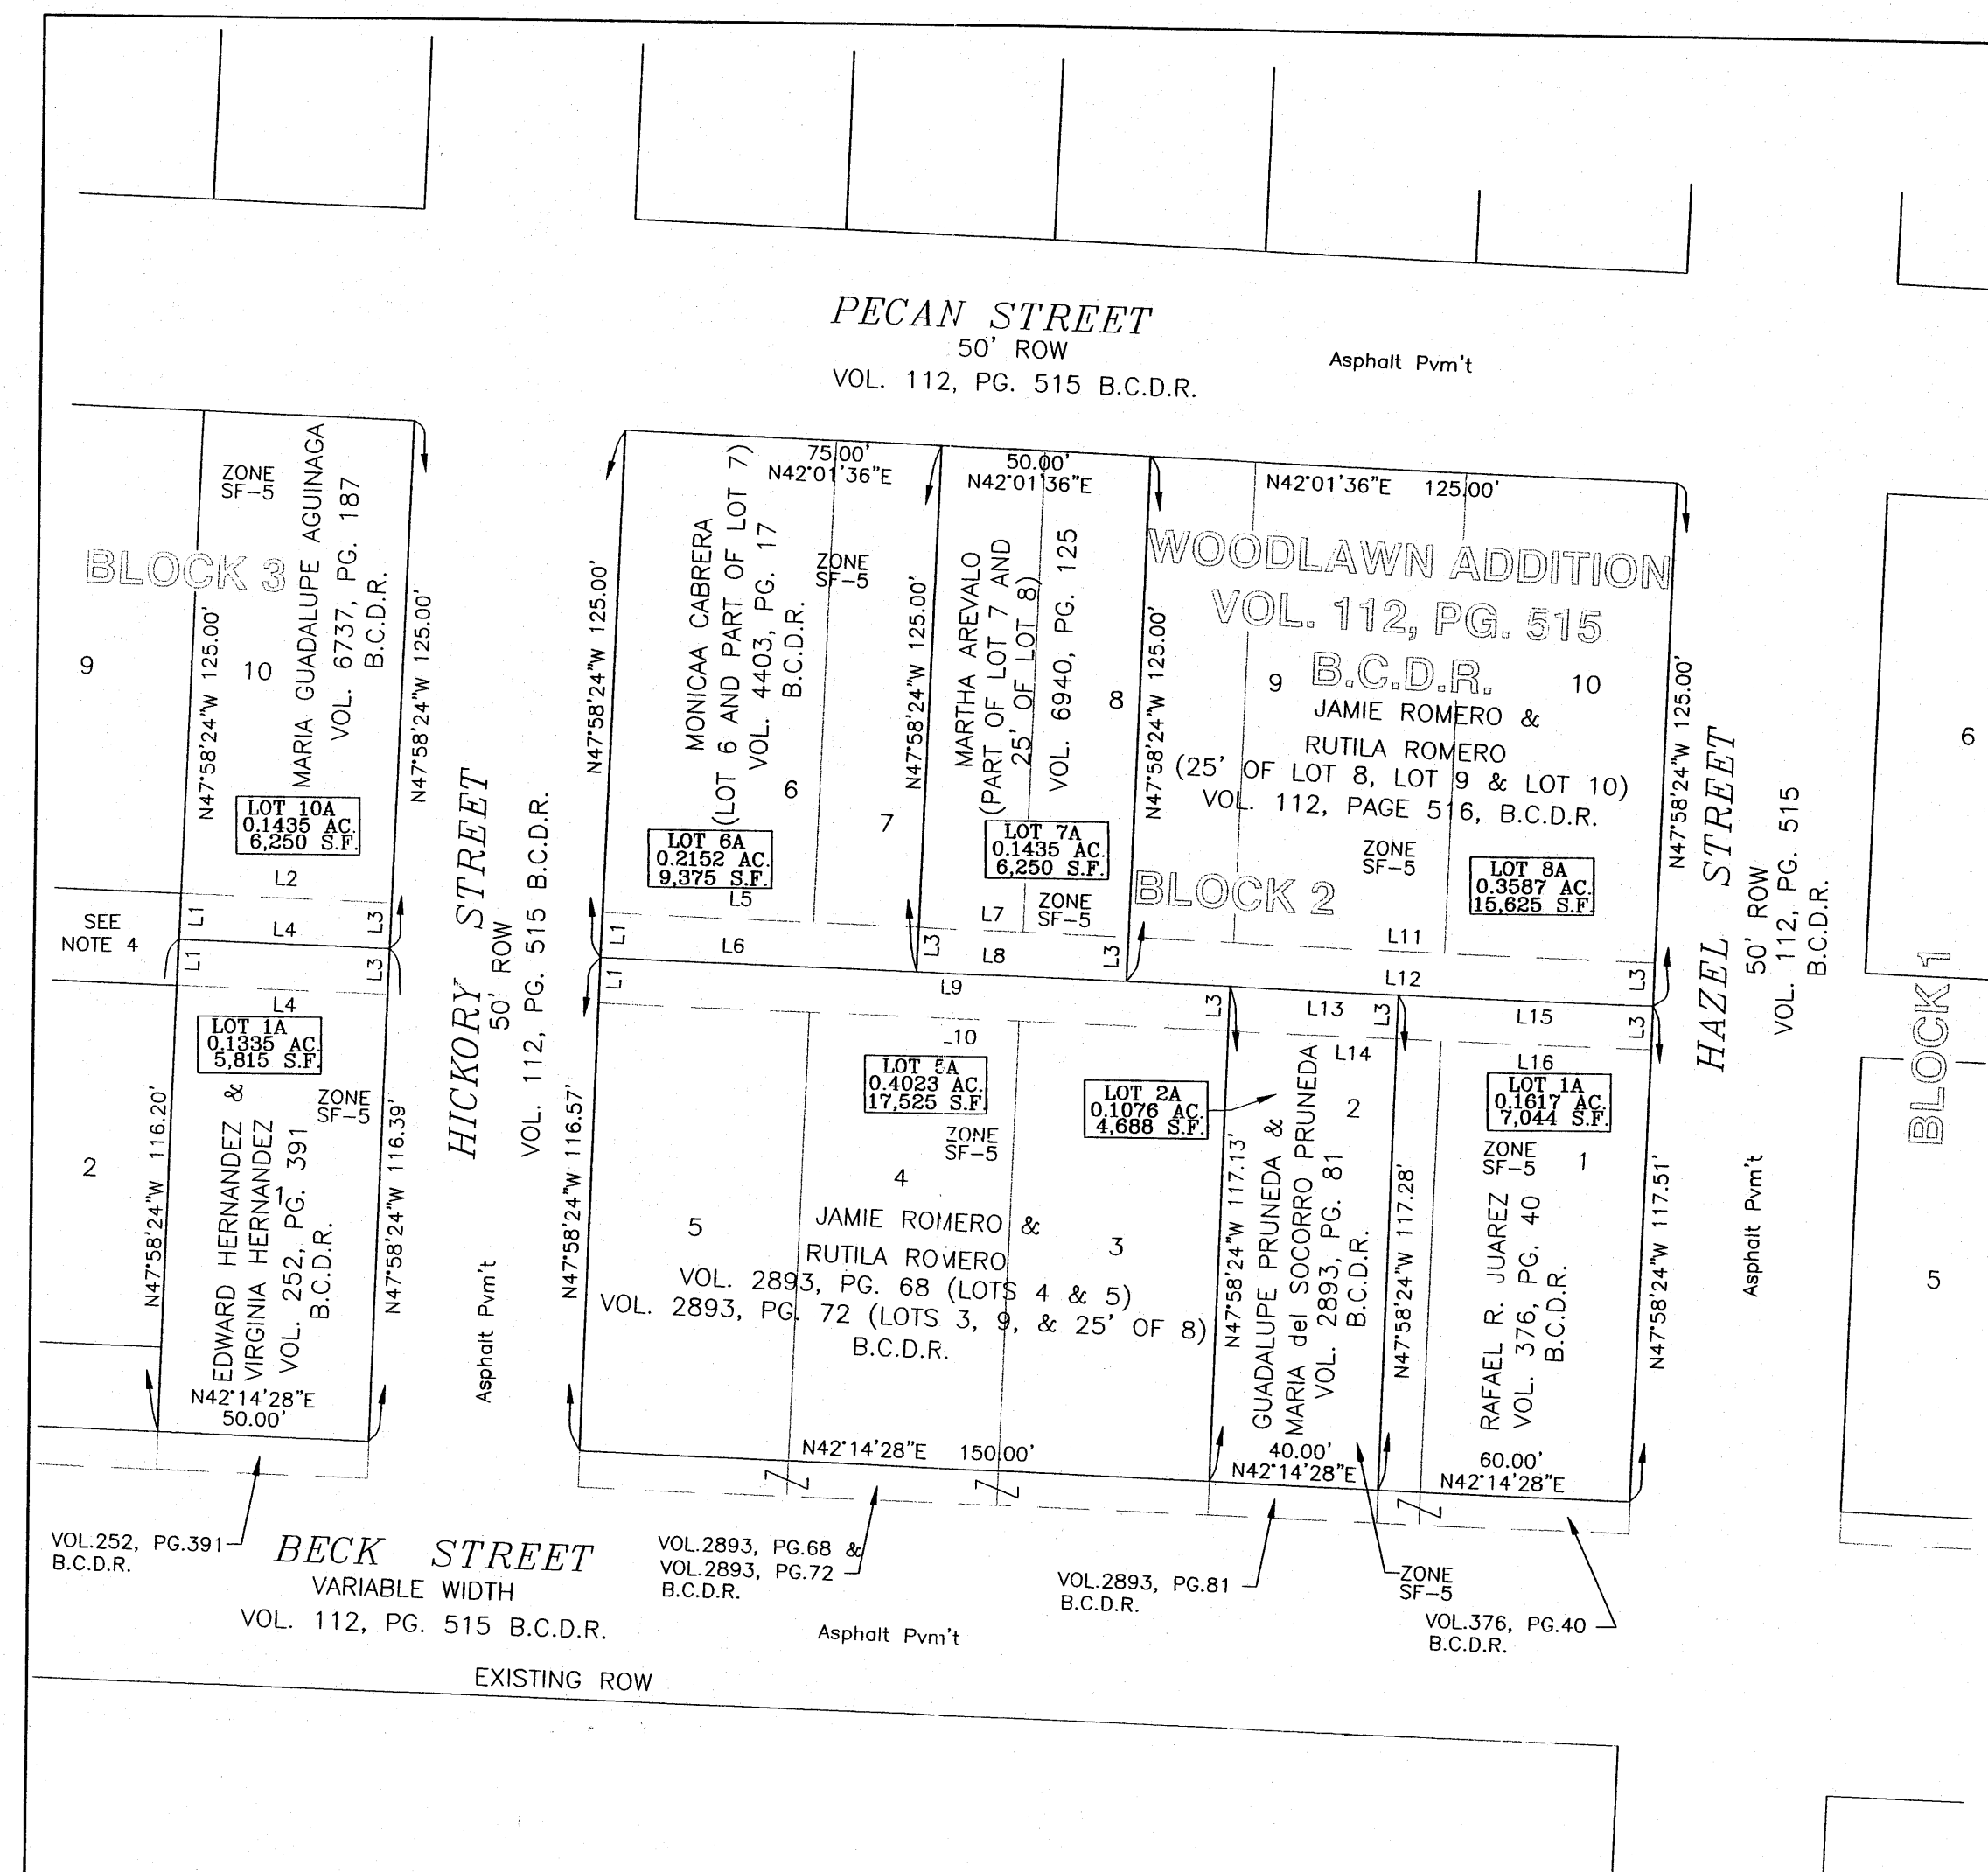 PECAN STREET
50' ROW
VOL. 112, PG. 515 B.C.D.R.
Asphalt Pvm't
BLOCK 3
9
ZONE
SF-5
10
MARIA GUADALUPE AGUINAGA
VOL. 6737, PG. 187
B.C.D.R.
N47°58'24"W 125.00'
N47°58'24"W 125.00'
LOT 10A
0.1435 AC.
6,250 S.F.
L2
L1
L4
L3
SEE
NOTE 4
L1
L4
L3
LOT 1A
0.1335 AC.
5,815 S.F.
ZONE
SF-5
2
1
EDWARD HERNANDEZ &
VIRGINIA HERNANDEZ
VOL. 252, PG. 391
B.C.D.R.
N47°58'24"W 116.20'
N47°58'24"W 116.39'
N42°14'28"E
50.00'
HICKORY STREET
50' ROW
VOL. 112, PG. 515 B.C.D.R.
Asphalt Pvm't
75.00'
N42°01'36"E
N47°58'24"W 125.00'
MONICAA CABRERA
(LOT 6 AND PART OF LOT 7)
VOL. 4403, PG. 17
B.C.D.R.
ZONE
SF-5
6
7
LOT 6A
0.2152 AC.
9,375 S.F.
L5
L1
L6
N47°58'24"W 125.00'
50.00'
N42°01'36"E
MARTHA AREVALO
(PART OF LOT 7 AND
25' OF LOT 8)
VOL. 6940, PG. 125
8
LOT 7A
0.1435 AC.
6,250 S.F.
L7
ZONE
SF-5
L3
L8
L3
N47°58'24"W 125.00'
N42°01'36"E 125.00'
WOODLAWN ADDITION
VOL. 112, PG. 515
B.C.D.R.
9
10
JAMIE ROMERO &
RUTILA ROMERO
(25' OF LOT 8, LOT 9 & LOT 10)
VOL. 112, PAGE 516, B.C.D.R.
ZONE
SF-5
LOT 8A
0.3587 AC.
15,625 S.F.
BLOCK 2
L11
L12
L3
N47°58'24"W 125.00'
HAZEL STREET
50' ROW
VOL. 112, PG. 515
B.C.D.R.
Asphalt Pvm't
6
BLOCK 1
5
L1
L9
L3
10
LOT 5A
0.4023 AC.
17,525 S.F.
ZONE
SF-5
4
5
3
JAMIE ROMERO &
RUTILA ROMERO
VOL. 2893, PG. 68 (LOTS 4 & 5)
VOL. 2893, PG. 72 (LOTS 3, 9, & 25' OF 8)
B.C.D.R.
N47°58'24"W 116.57'
N42°14'28"E 150.00'
LOT 2A
0.1076 AC.
4,688 S.F.
L13
L3
L14
2
GUADALUPE PRUNEDA &
MARIA del SOCORRO PRUNEDA
VOL. 2893, PG. 81
B.C.D.R.
N47°58'24"W 117.13'
N47°58'24"W 117.28'
40.00'
N42°14'28"E
L15
L3
L16
LOT 1A
0.1617 AC.
7,044 S.F.
ZONE
SF-5
1
RAFAEL R. JUAREZ
VOL. 376, PG. 40
B.C.D.R.
N47°58'24"W 117.51'
60.00'
N42°14'28"E
VOL.252, PG.391
B.C.D.R.
BECK STREET
VARIABLE WIDTH
VOL. 112, PG. 515 B.C.D.R.
VOL.2893, PG.68 &
VOL.2893, PG.72
B.C.D.R.
Asphalt Pvm't
VOL.2893, PG.81
B.C.D.R.
ZONE
SF-5
VOL.376, PG.40
B.C.D.R.
EXISTING ROW